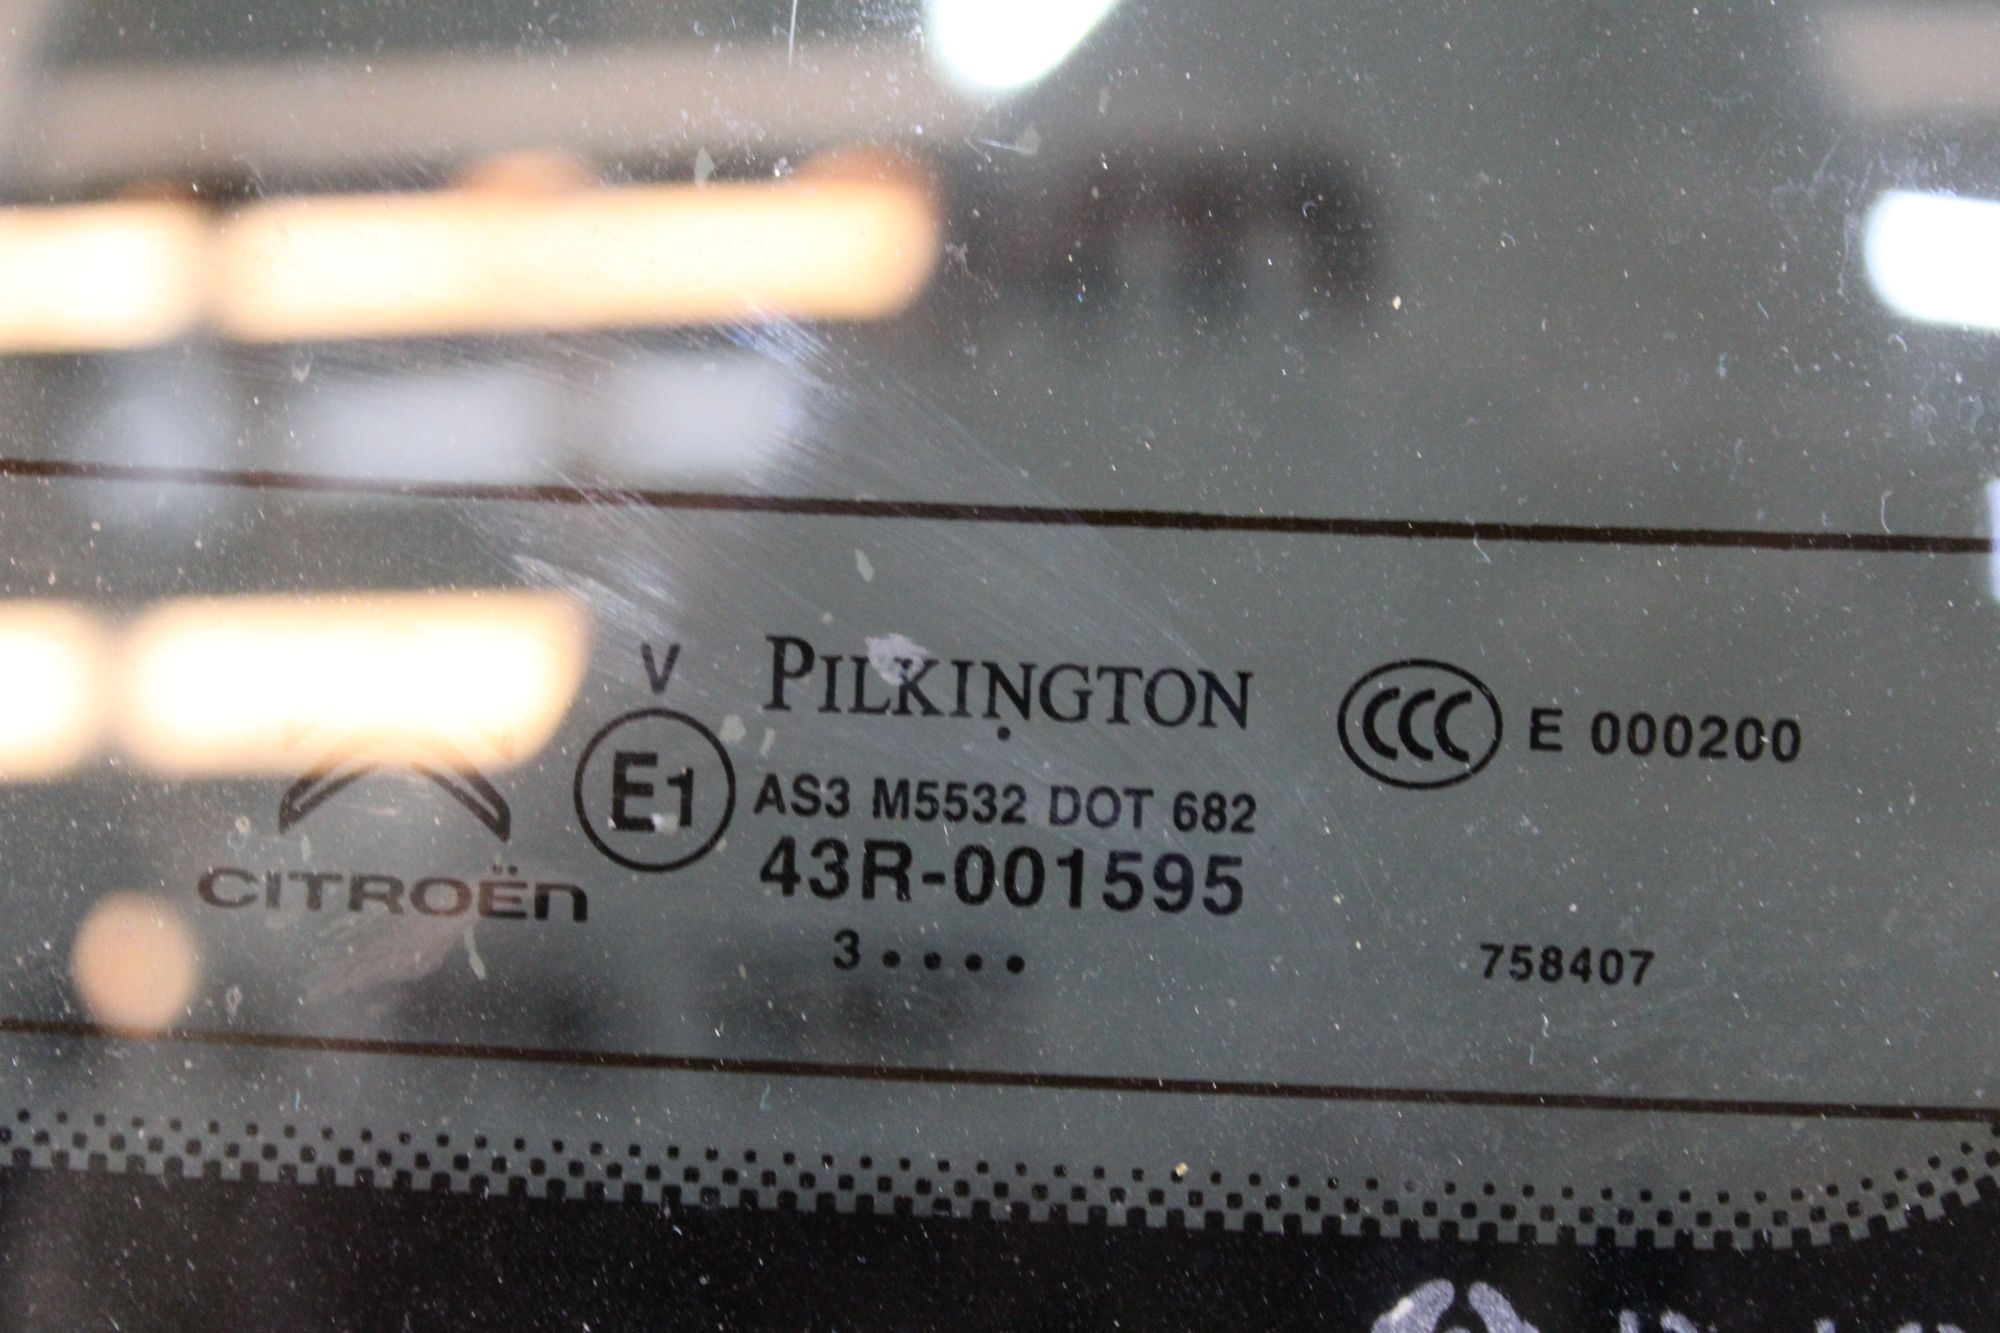 V PILKINGTON
CCC E 000200
E1 AS3 M5532 DOT 682
43R-001595
CITROËN
3 • • • •
758407